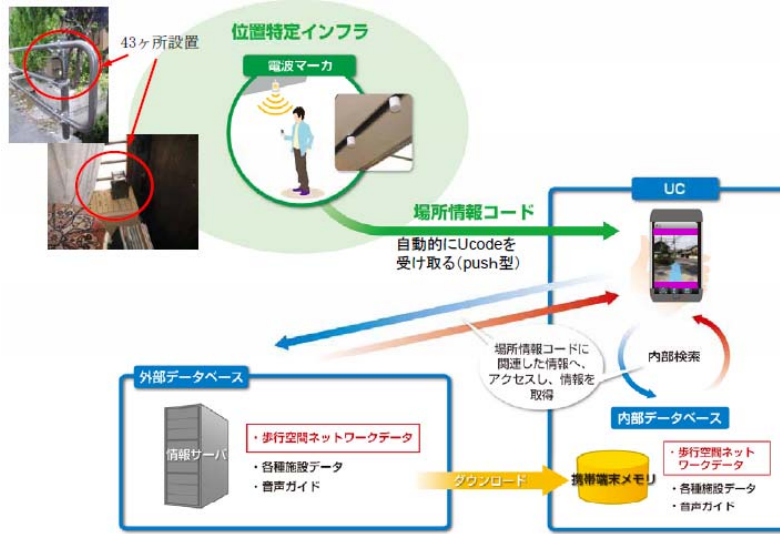 43ヶ所設置
位置特定インフラ
電波マーカ
場所情報コード
自動的にUcodeを
受け取る(push型)
UC
場所情報コードに
関連した情報へ、
アクセスし、情報を
取得
内部検索
外部データベース
情報サーバ
・歩行空間ネットワークデータ
・各種施設データ
・音声ガイド
ダウンロード
内部データベース
携帯端末メモリ
・歩行空間ネット
ワークデータ
・各種施設データ
・音声ガイド